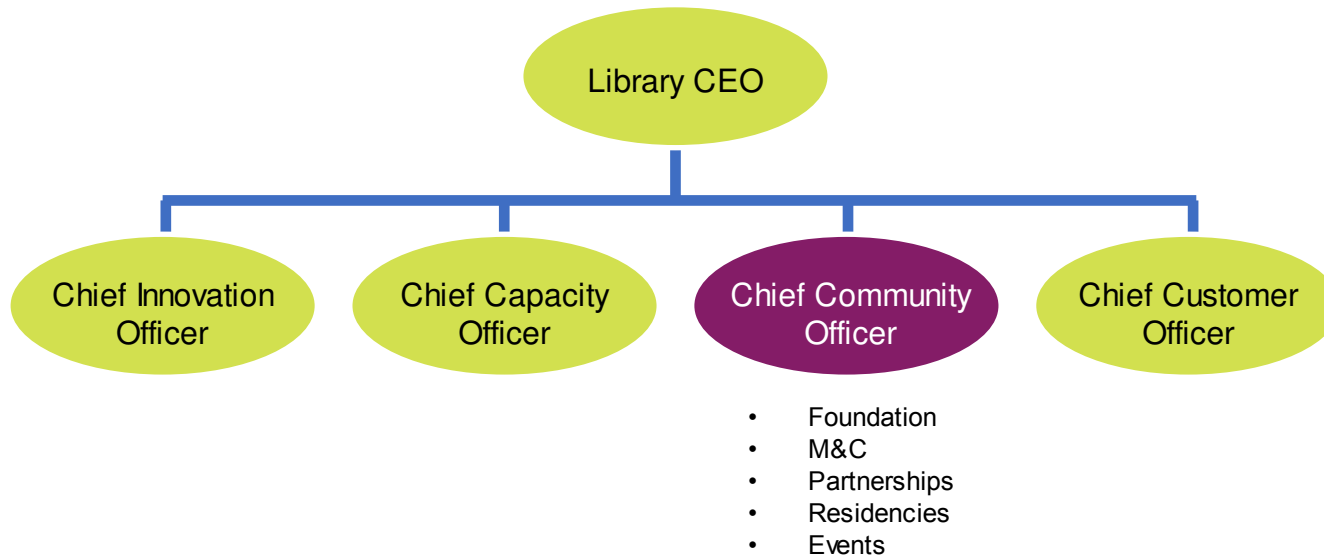 Library CEO
Chief Innovation
Officer
Chief Capacity
Officer
Chief Community
Officer
Chief Customer
Officer
• Foundation
• M&C
• Partnerships
• Residencies
• Events